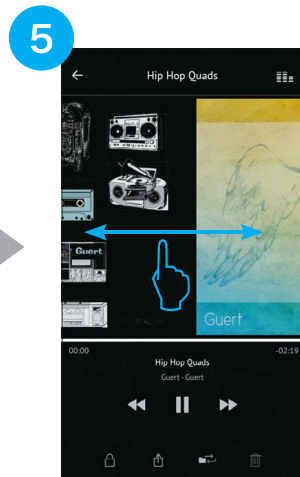 5
Hip Hop Quads
Guert
Guert
00:00
-02:19
Hip Hop Quads
Guert - Guert